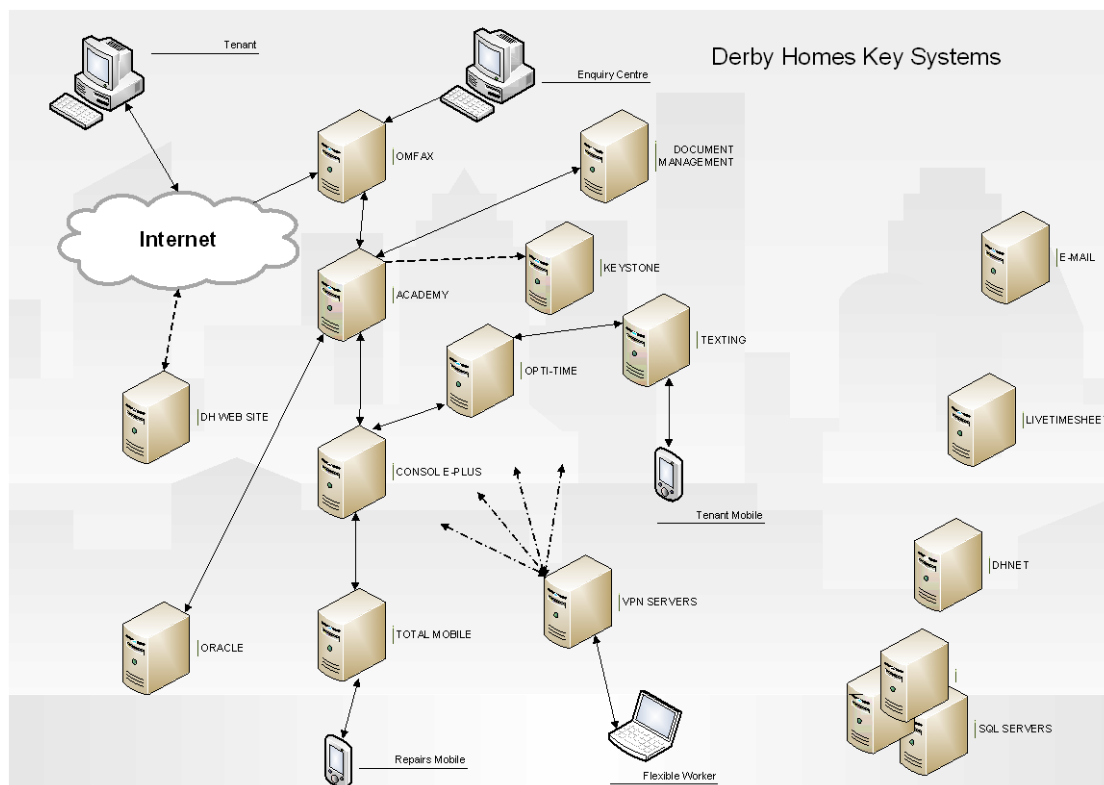 Tenant
Derby Homes Key Systems
Enquiry Centre
OMFAX
DOCUMENT
MANAGEMENT
Internet
E-MAIL
KEYSTONE
ACADEMY
TEXTING
OPTI-TIME
DH WEB SITE
LIVETIMESHEET
CONSOLE-PLUS
Tenant Mobile
DHNET
VPN SERVERS
TOTAL MOBILE
ORACLE
SQL SERVERS
Repairs Mobile
Flexible Worker